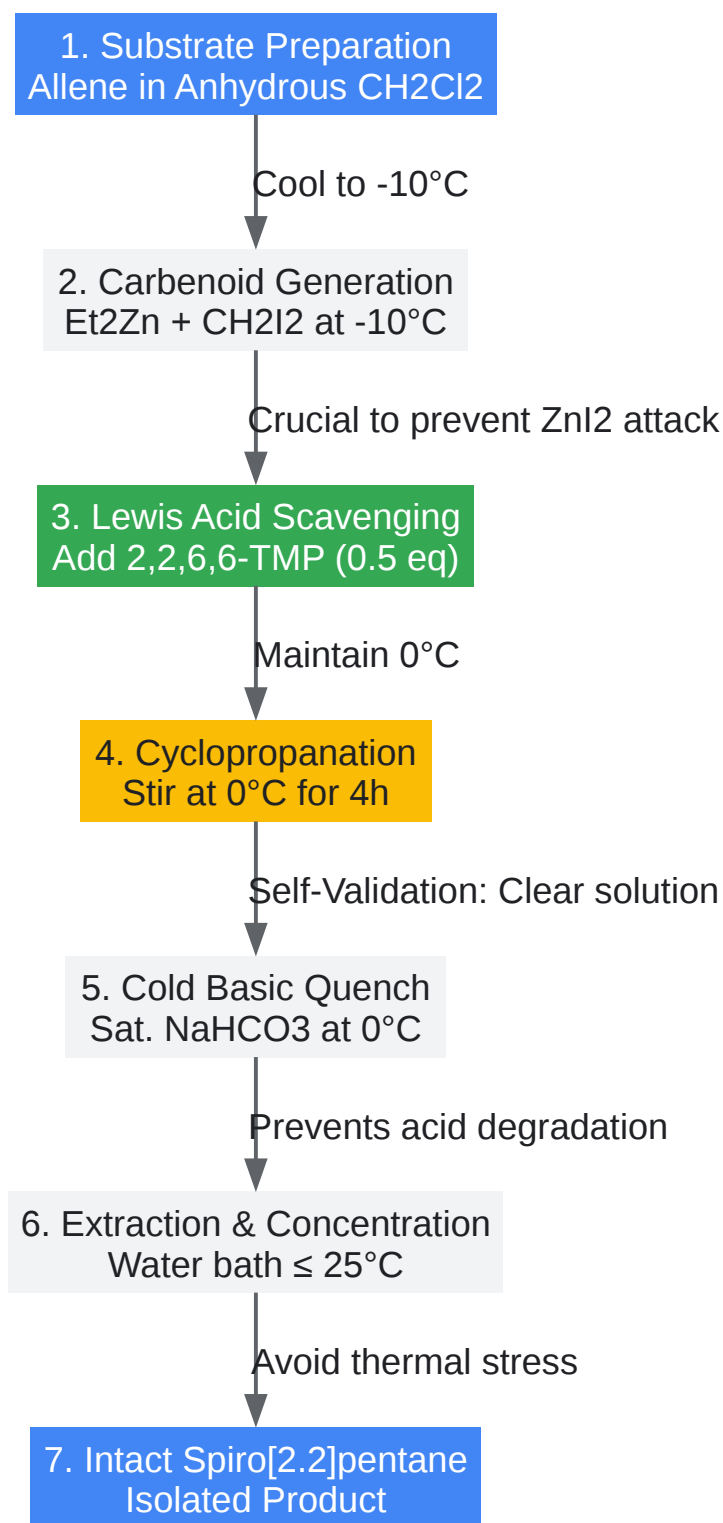 1. Substrate Preparation
Allene in Anhydrous CH2Cl2
Cool to -10°C
2. Carbenoid Generation
Et2Zn + CH2I2 at -10°C
Crucial to prevent ZnI2 attack
3. Lewis Acid Scavenging
Add 2,2,6,6-TMP (0.5 eq)
Maintain 0°C
4. Cyclopropanation
Stir at 0°C for 4h
Self-Validation: Clear solution
5. Cold Basic Quench
Sat. NaHCO3 at 0°C
Prevents acid degradation
6. Extraction & Concentration
Water bath ≤ 25°C
Avoid thermal stress
7. Intact Spiro[2.2]pentane
Isolated Product